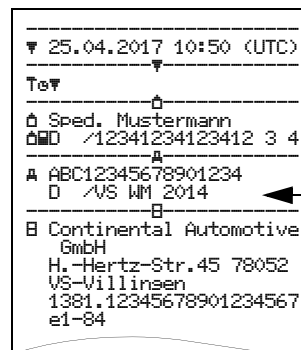 ▼ 25.04.2017 10:50 (UTC)
T⊙▼
Sped. Mustermann
D /12341234123412 3 4
A ABC12345678901234
D /VS WM 2014
Continental Automotive
GmbH
H.-Hertz-Str.45 78052
VS-Villingen
1381.12345678901234567
e1-84